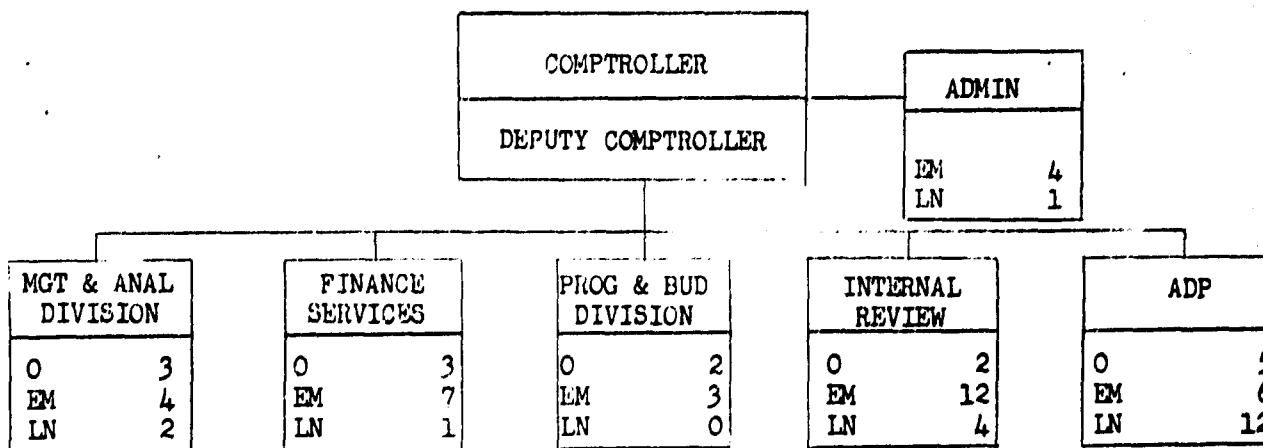 COMPTROLLER
DEPUTY COMPTROLLER
ADMIN
EM 4
LN 1
MGT & ANAL
DIVISION
O 3
EM 4
LN 2
FINANCE
SERVICES
O 3
EM 7
LN 1
PROG & BUD
DIVISION
O 2
EM 3
LN 0
INTERNAL
REVIEW
O 2
EM 12
LN 4
ADP
O
EM
LN 12